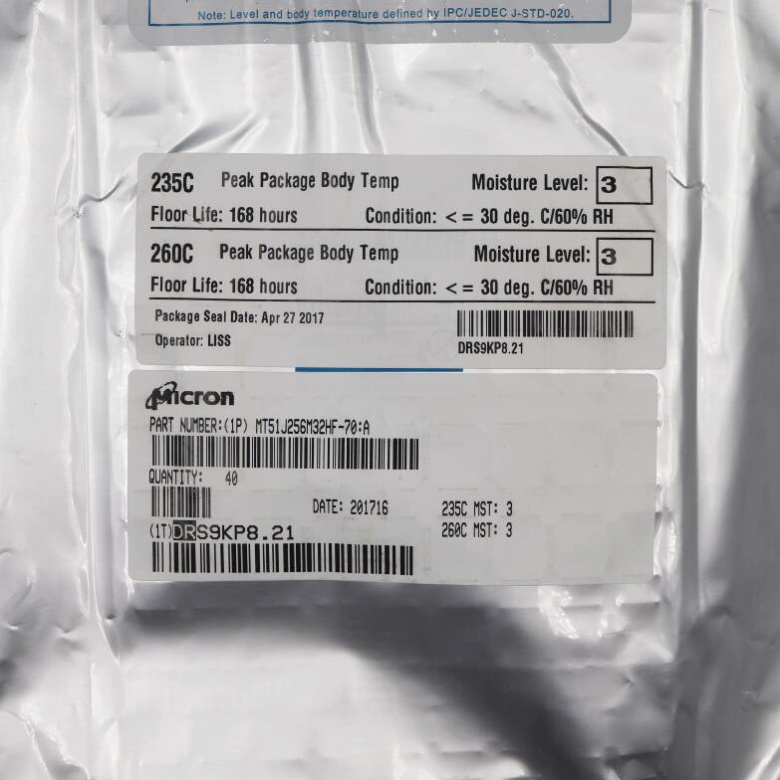 Note: Level and body temperature defined by IPC/JEDEC J-STD-020.
235C Peak Package Body Temp Moisture Level: 3
Floor Life: 168 hours Condition: <= 30 deg. C/60% RH
260C Peak Package Body Temp Moisture Level: 3
Floor Life: 168 hours Condition: <= 30 deg. C/60% RH
Package Seal Date: Apr 27 2017
Operator: LISS
DRS9KP8.21
Micron
PART NUMBER:(1P) MT51J256M32HF-70:A
QUANTITY: 40
DATE: 201716 235C MST: 3
(1T)DRS9KP8.21 260C MST: 3